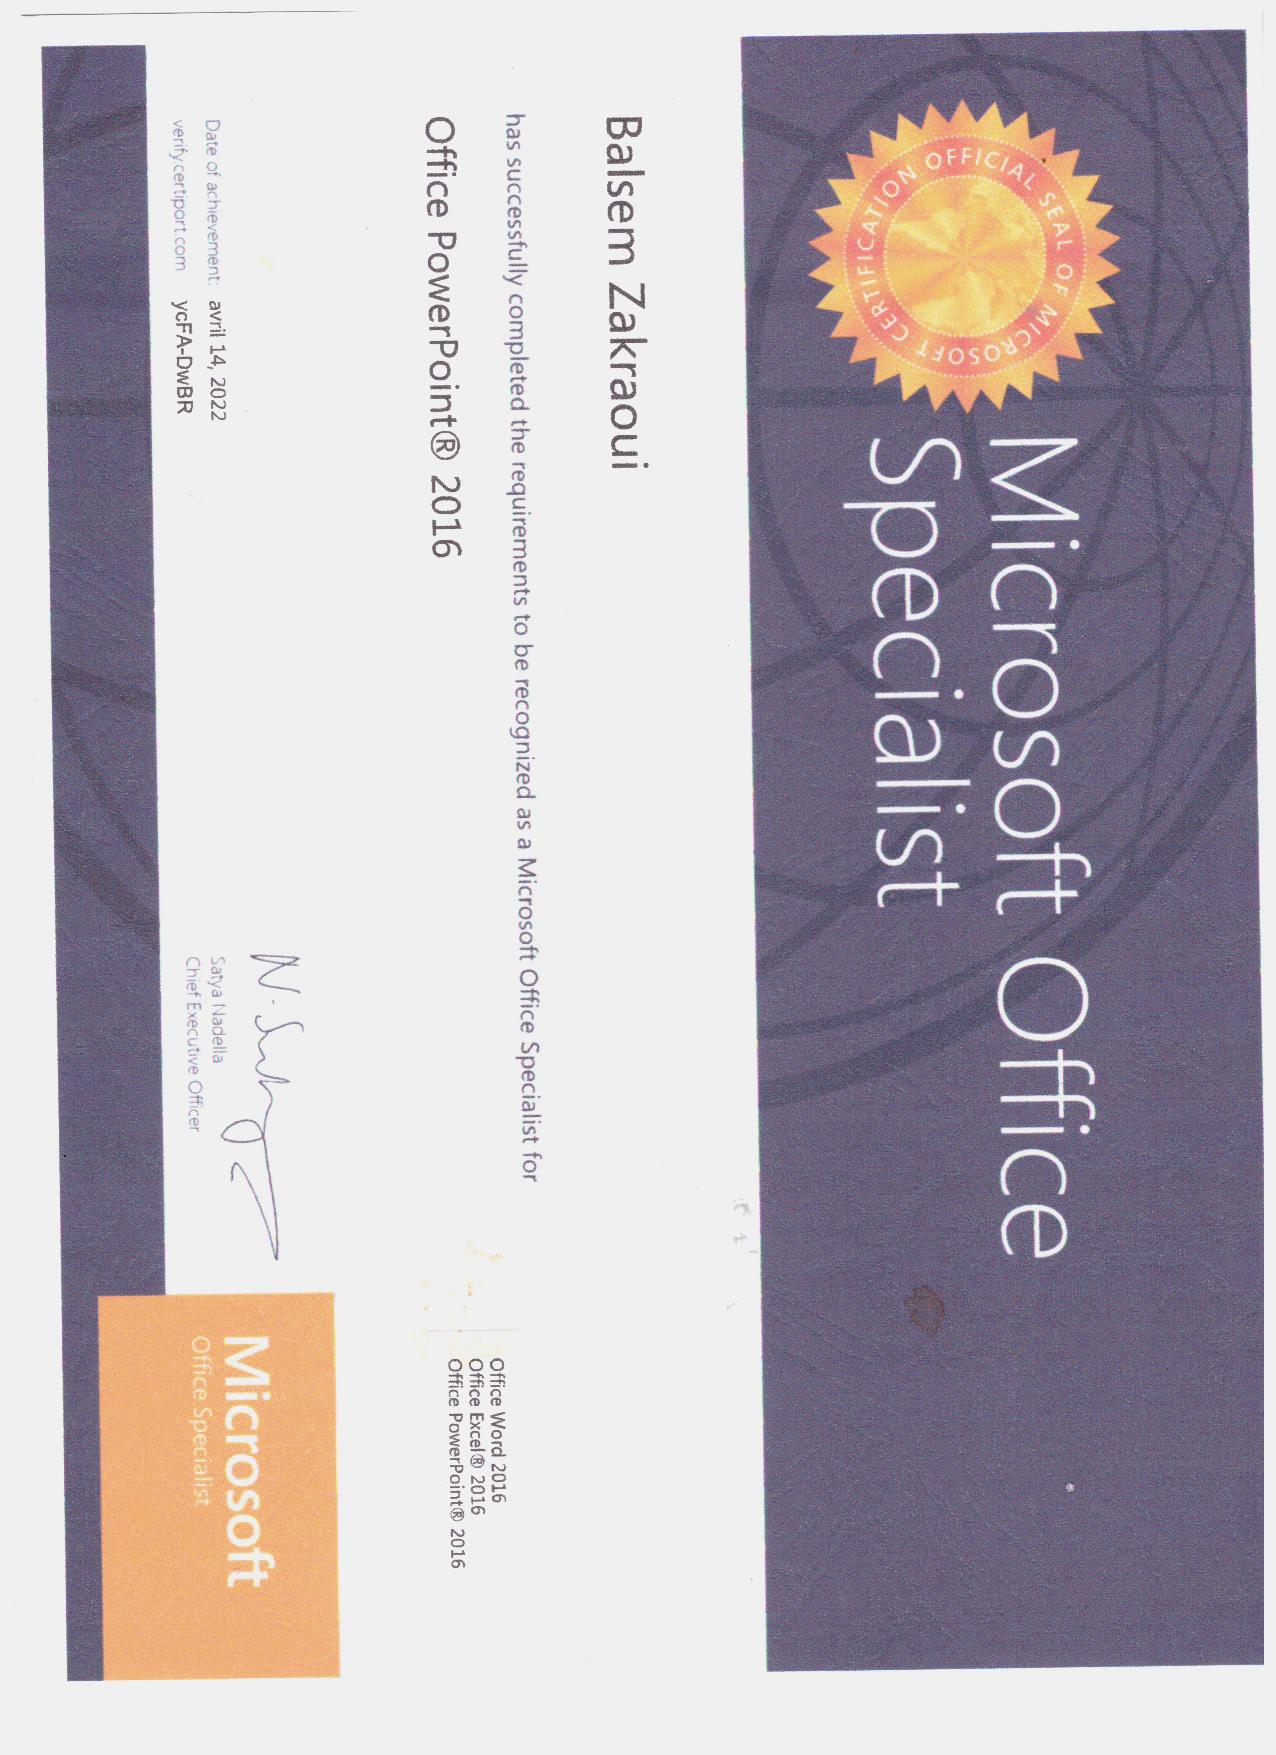 OFFICIAL SEAL OF MICROSOFT CERTIFICATION
Microsoft Office
Specialist
Balsem Zakraoui
has successfully completed the requirements to be recognized as a Microsoft Office Specialist for
Office PowerPoint® 2016
Office Word 2016
Office Excel® 2016
Office PowerPoint® 2016
Date of achievement: avril 14, 2022
verify.certiport.com ycFA-DwBR
Satya Nadella
Chief Executive Officer
Microsoft
Office Specialist